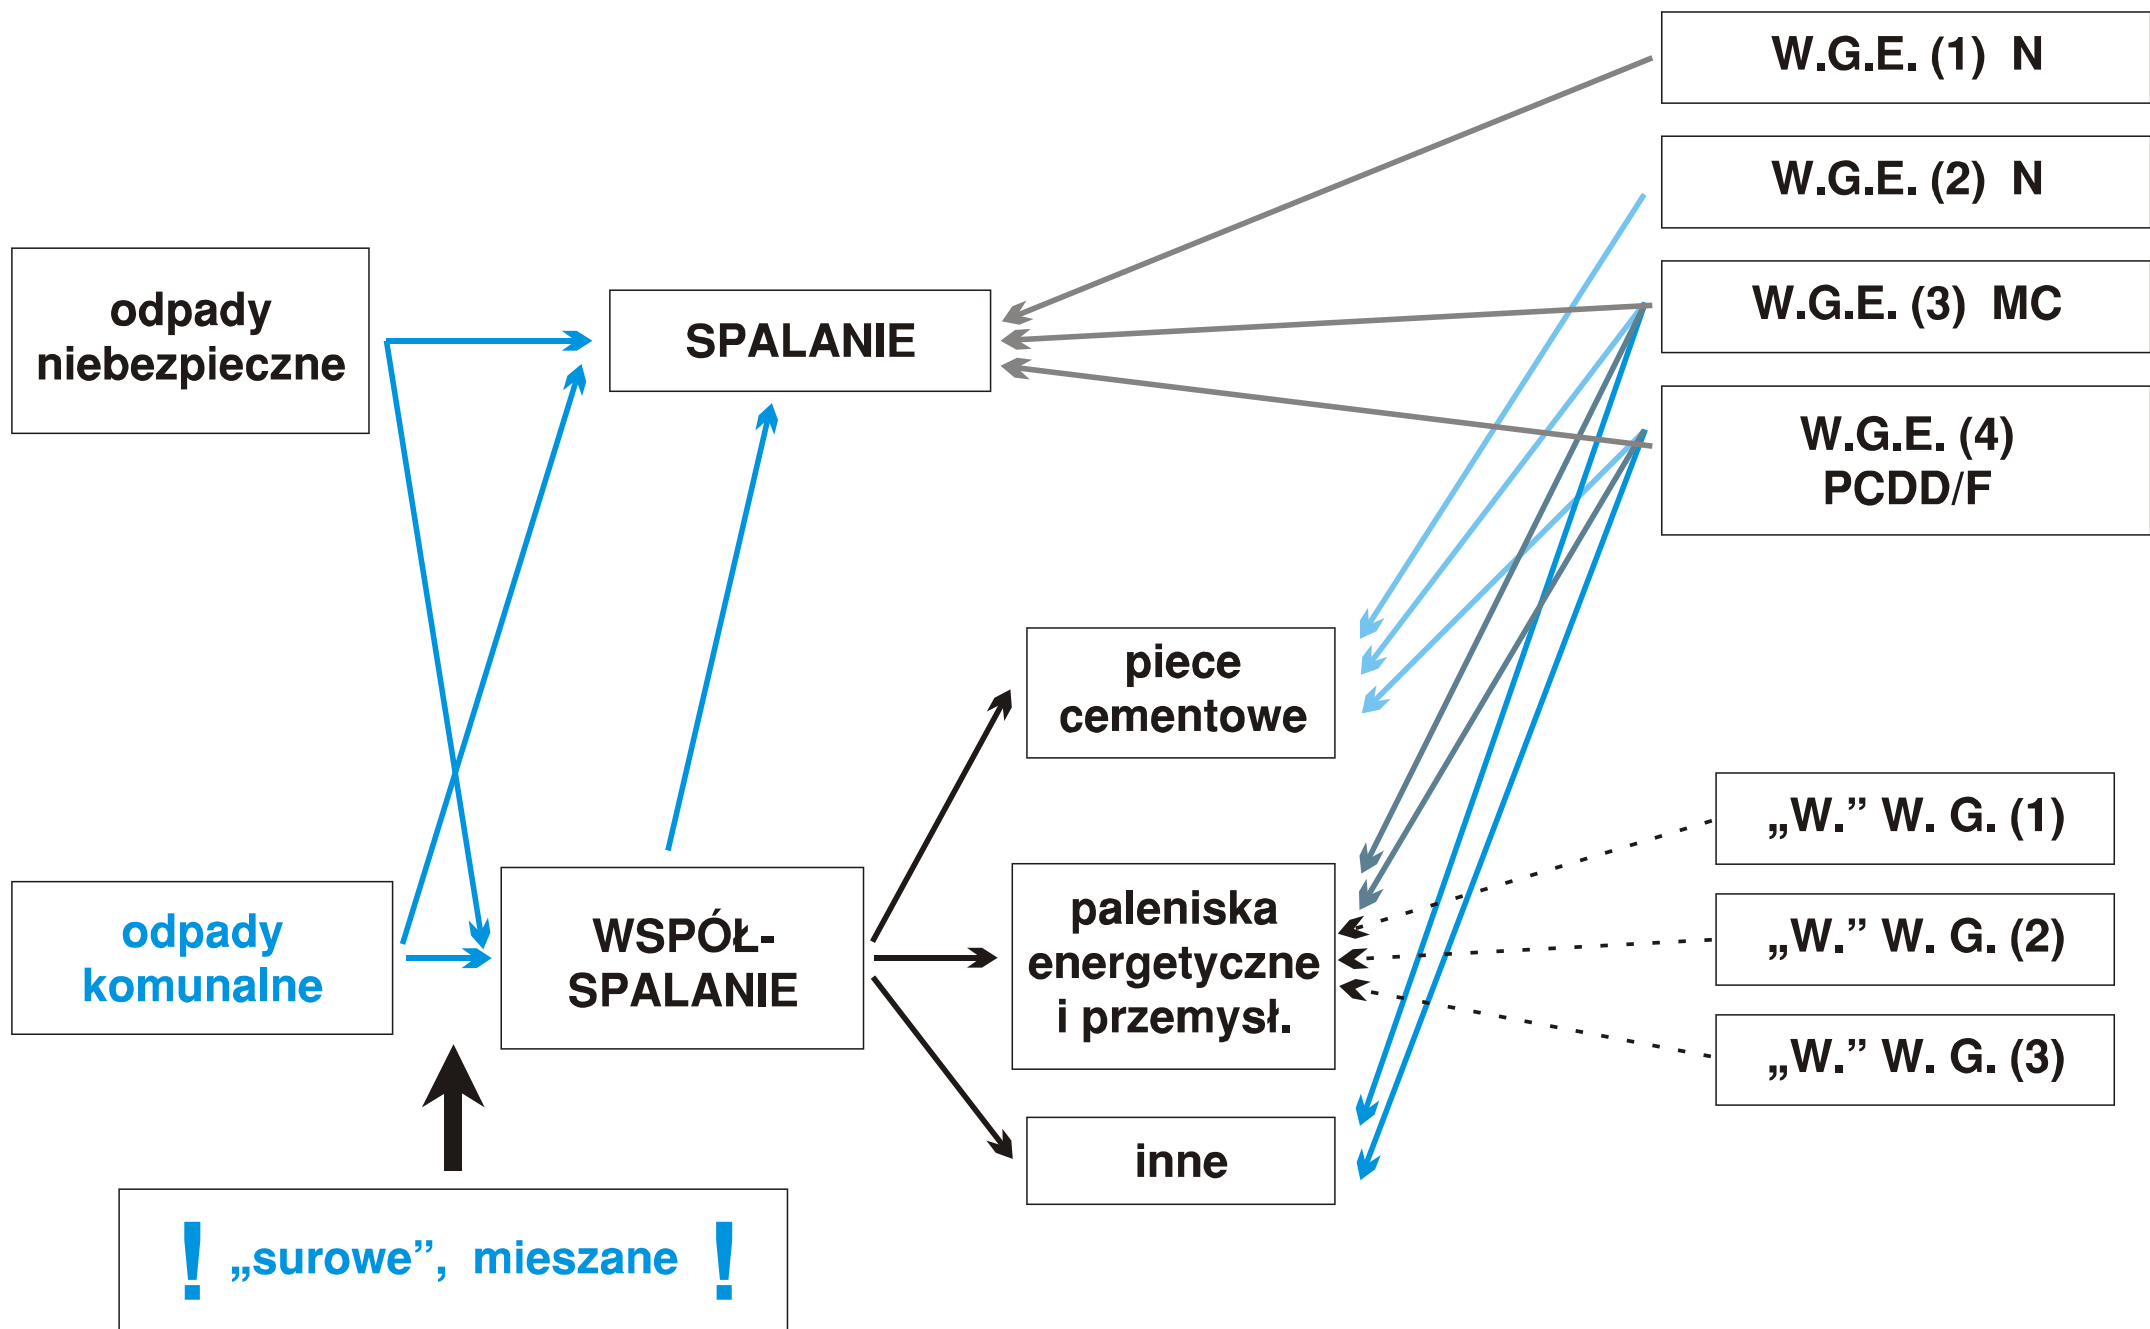 W.G.E. (1) N
W.G.E. (2) N
W.G.E. (3) MC
W.G.E. (4)
PCDD/F
odpady
niebezpieczne
SPALANIE
piece
cementowe
„W.” W. G. (1)
„W.” W. G. (2)
„W.” W. G. (3)
odpady
komunalne
WSPÓŁ-
SPALANIE
paleniska
energetyczne
i przemysł.
inne
! „surowe”, mieszane !